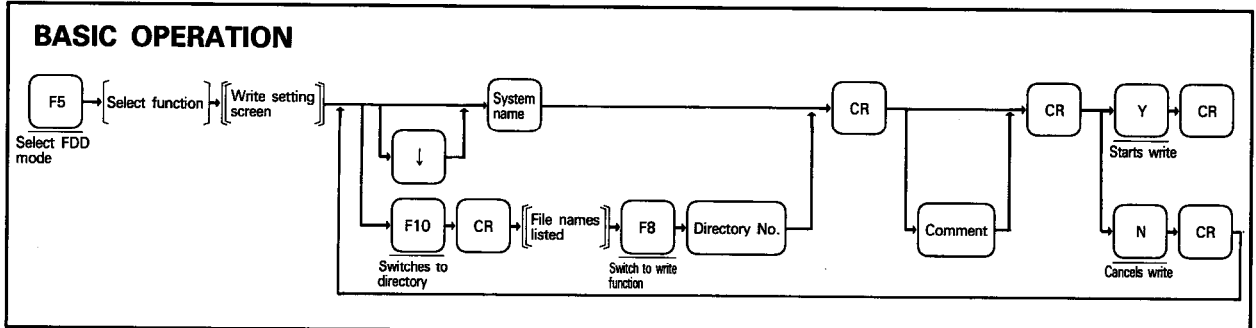 BASIC OPERATION
F5
Select FDD
mode
Select function
Write setting
screen
System
name
↓
F10
Switches to
directory
CR
File names
listed
F8
Switch to write
function
Directory No.
CR
Comment
CR
Y
Starts write
CR
N
Cancels write
CR